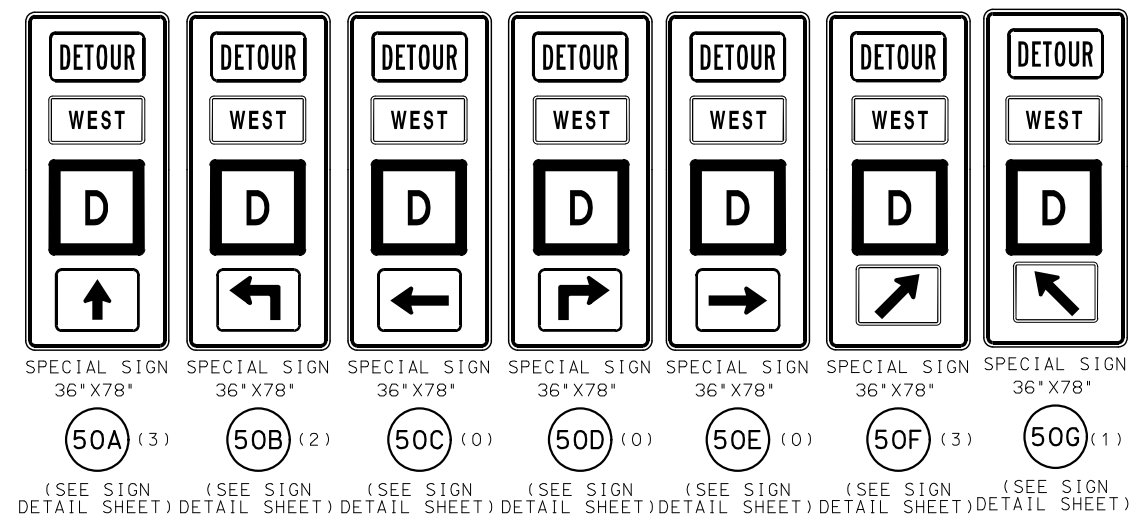 DETOUR DETOUR DETOUR DETOUR DETOUR DETOUR DETOUR
WEST WEST WEST WEST WEST WEST WEST
D D D D D D D
SPECIAL SIGN SPECIAL SIGN SPECIAL SIGN SPECIAL SIGN SPECIAL SIGN SPECIAL SIGN SPECIAL SIGN
36"X78" 36"X78" 36"X78" 36"X78" 36"X78" 36"X78" 36"X78"
50A (3) 50B (2) 50C (0) 50D (0) 50E (0) 50F (3) 50G (1)
(SEE SIGN (SEE SIGN (SEE SIGN (SEE SIGN (SEE SIGN (SEE SIGN (SEE SIGN
DETAIL SHEET) DETAIL SHEET) DETAIL SHEET) DETAIL SHEET) DETAIL SHEET) DETAIL SHEET) DETAIL SHEET)